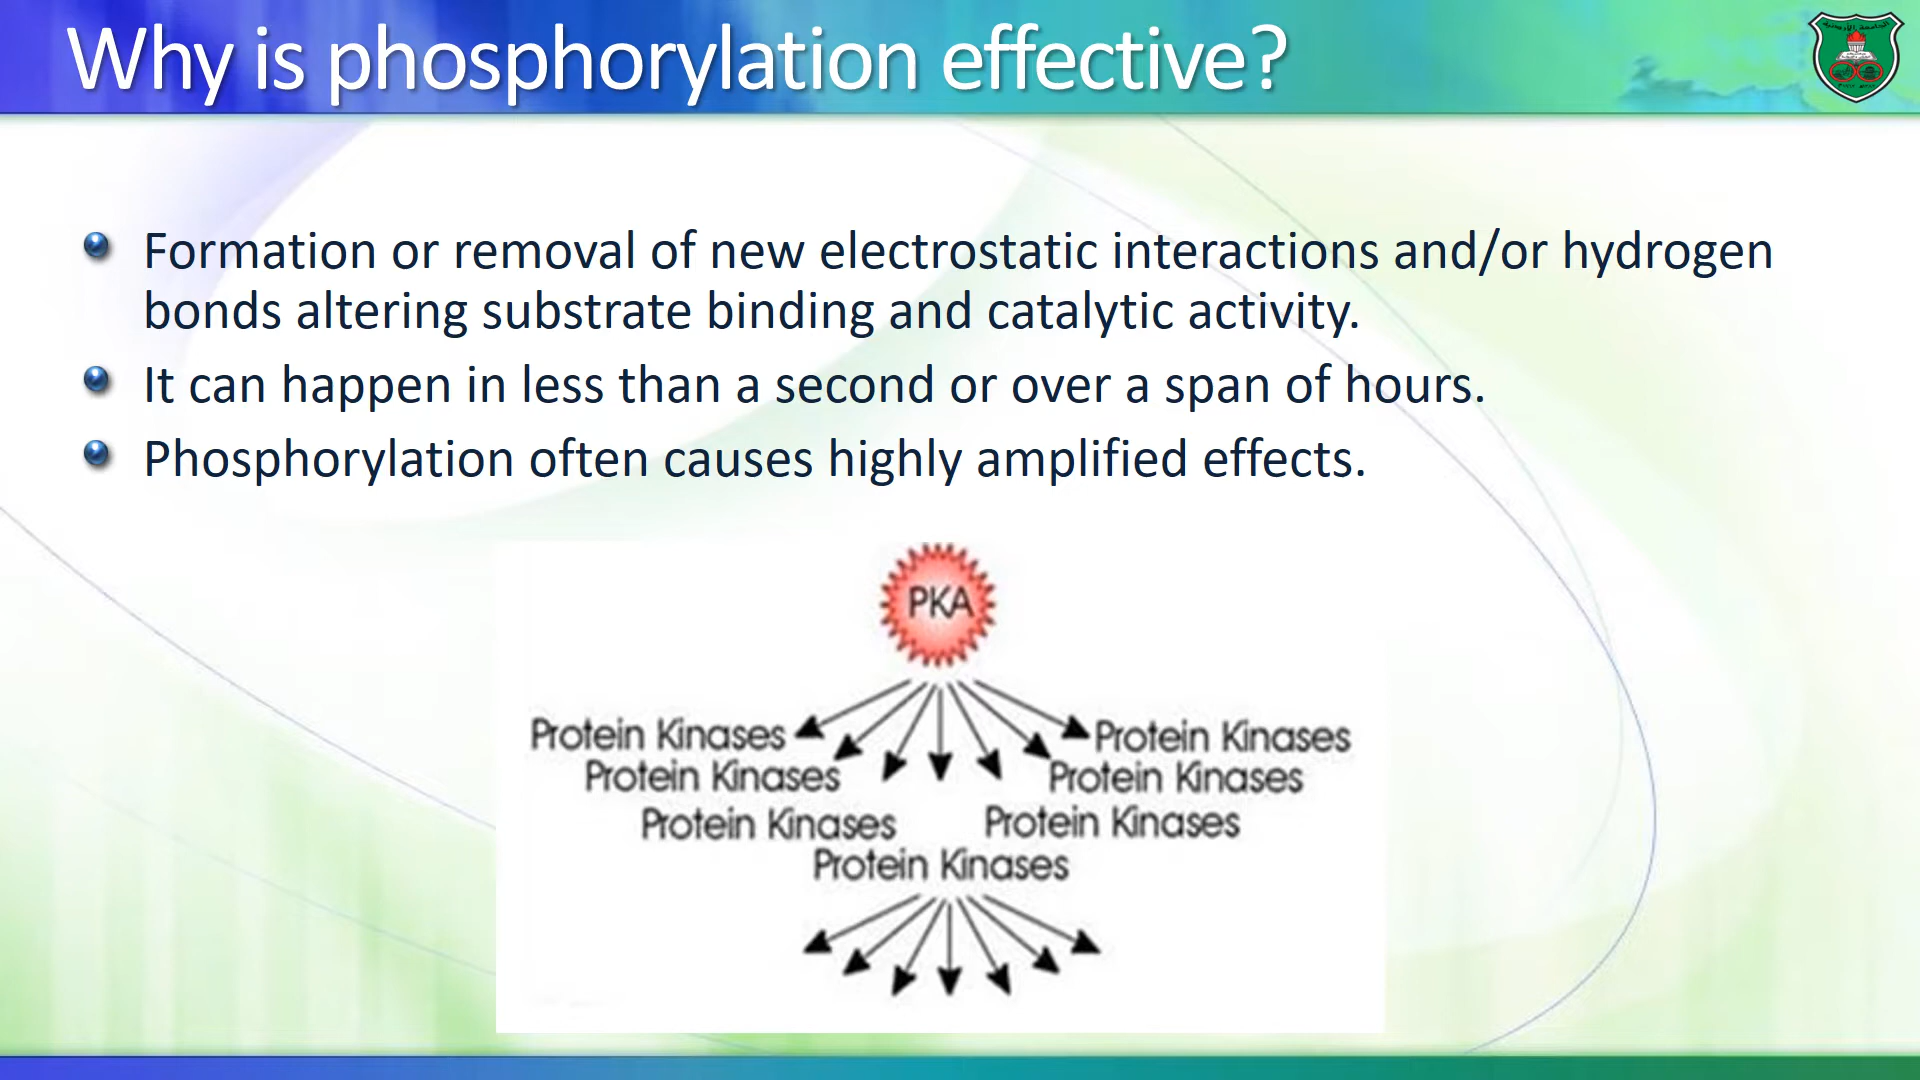 Why is phosphorylation effective?
Formation or removal of new electrostatic interactions and/or hydrogen
bonds altering substrate binding and catalytic activity.
It can happen in less than a second or over a span of hours.
Phosphorylation often causes highly amplified effects.
PKA
Protein Kinases
Protein Kinases
Protein Kinases
Protein Kinases
Protein Kinases
Protein Kinases
Protein Kinases